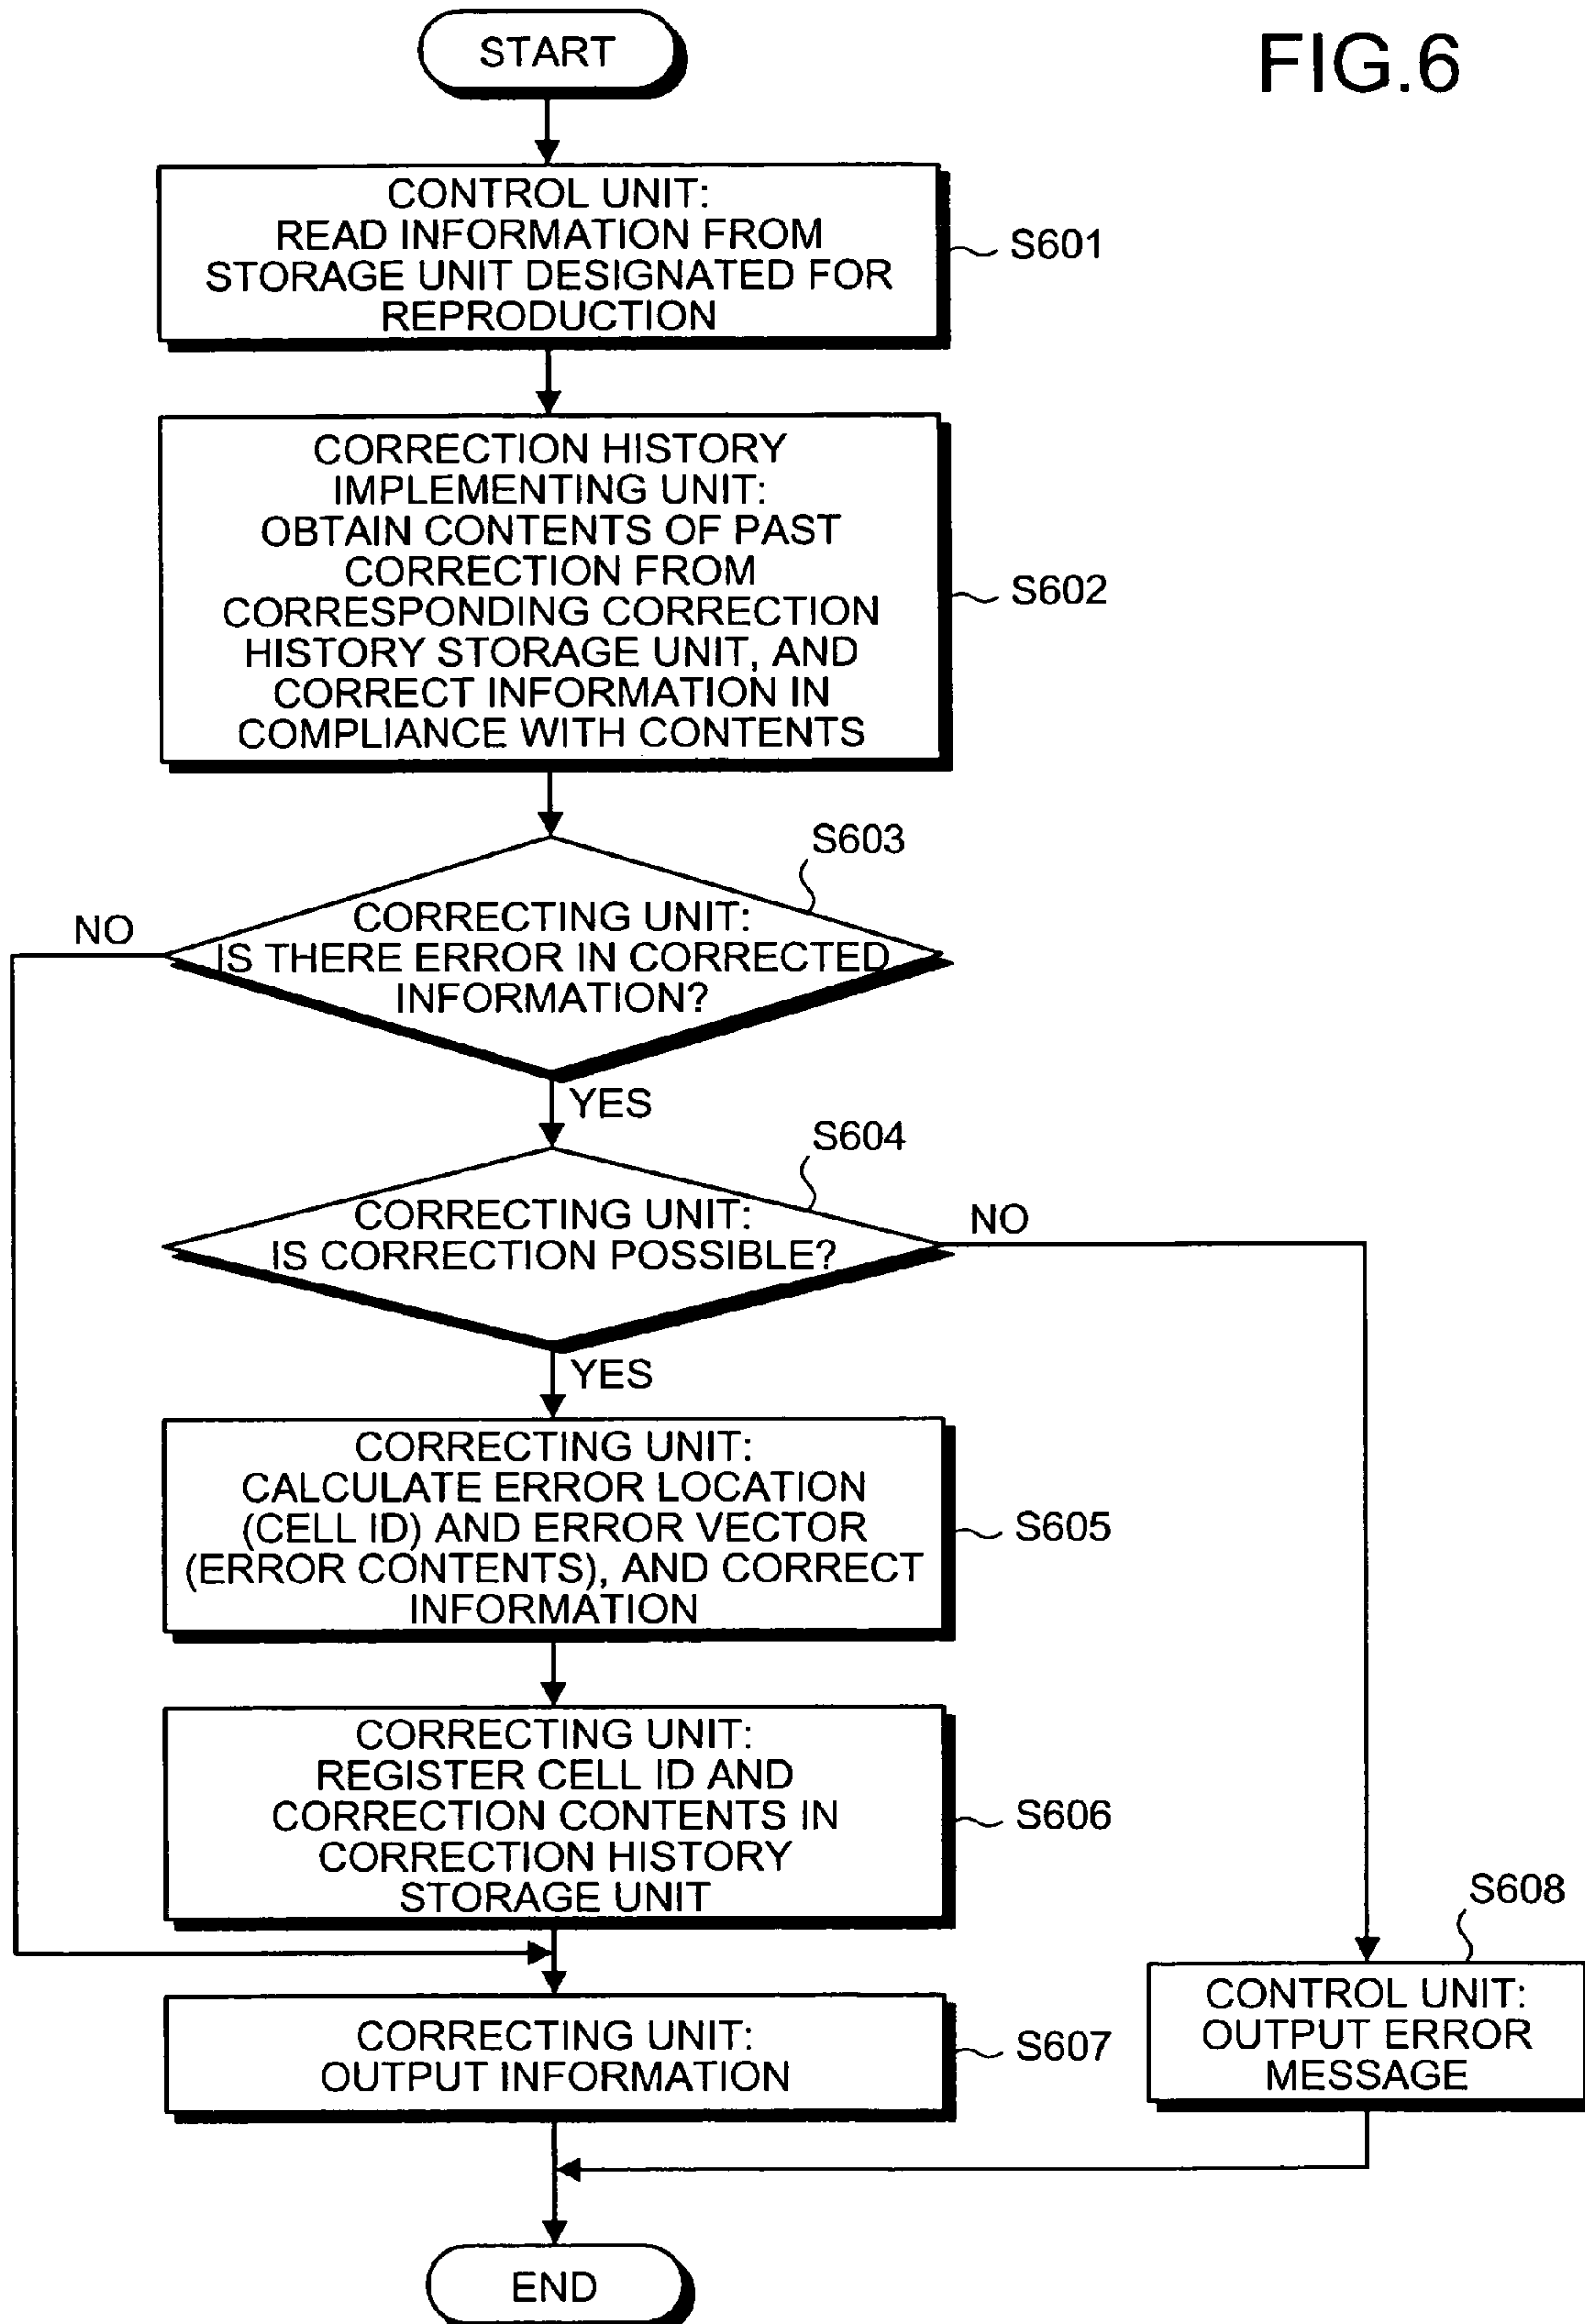 START
FIG.6
CONTROL UNIT:
READ INFORMATION FROM
STORAGE UNIT DESIGNATED FOR
REPRODUCTION
S601
CORRECTION HISTORY
IMPLEMENTING UNIT:
OBTAIN CONTENTS OF PAST
CORRECTION FROM
CORRESPONDING CORRECTION
HISTORY STORAGE UNIT, AND
CORRECT INFORMATION IN
COMPLIANCE WITH CONTENTS
S602
S603
NO
CORRECTING UNIT:
IS THERE ERROR IN CORRECTED
INFORMATION?
YES
S604
CORRECTING UNIT:
IS CORRECTION POSSIBLE?
NO
YES
CORRECTING UNIT:
CALCULATE ERROR LOCATION
(CELL ID) AND ERROR VECTOR
(ERROR CONTENTS), AND CORRECT
INFORMATION
S605
CORRECTING UNIT:
REGISTER CELL ID AND
CORRECTION CONTENTS IN
CORRECTION HISTORY
STORAGE UNIT
S606
S608
CONTROL UNIT:
OUTPUT ERROR
MESSAGE
CORRECTING UNIT:
OUTPUT INFORMATION
S607
END